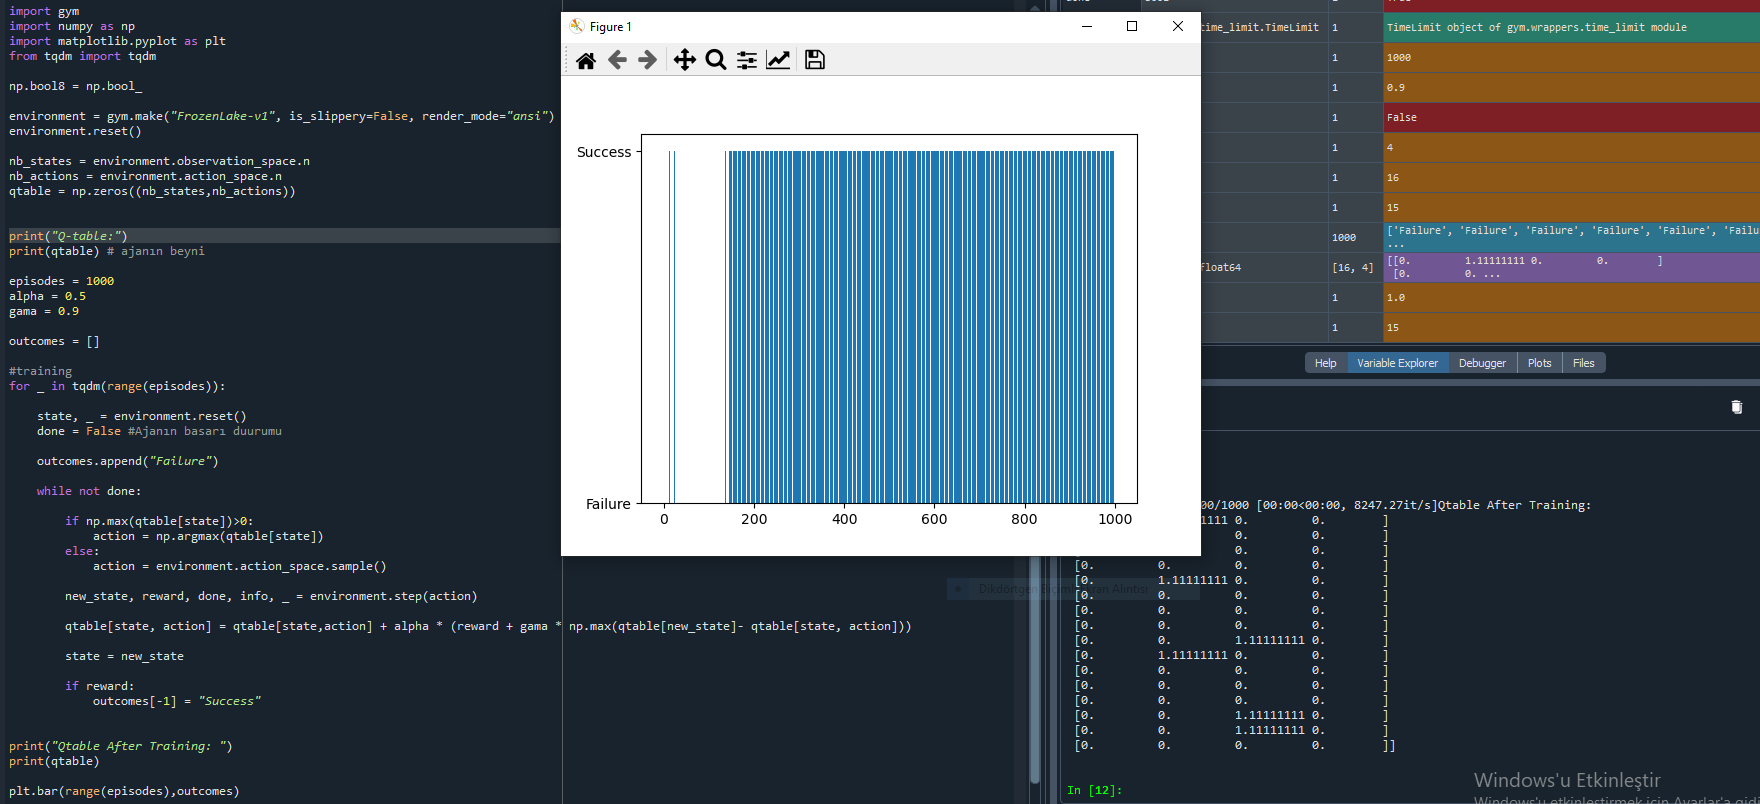 import gym
import numpy as np
import matplotlib.pyplot as plt
from tqdm import tqdm
np.bool8 = np.bool_
environment = gym.make("FrozenLake-v1", is_slippery=False, render_mode="ansi")
environment.reset()
nb_states = environment.observation_space.n
nb_actions = environment.action_space.n
qtable = np.zeros((nb_states,nb_actions))
print("Q-table:")
print(qtable) # ajanın beyni
episodes = 1000
alpha = 0.5
gama = 0.9
outcomes = []
#training
for _ in tqdm(range(episodes)):
state, _ = environment.reset()
done = False #Ajanın basarı duurumu
outcomes.append("Failure")
while not done:
if np.max(qtable[state])>0:
action = np.argmax(qtable[state])
else:
action = environment.action_space.sample()
new_state, reward, done, info, _ = environment.step(action)
qtable[state, action] = qtable[state,action] + alpha * (reward + gama * np.max(qtable[new_state]- qtable[state, action]))
state = new_state
if reward:
outcomes[-1] = "Success"
print("Qtable After Training: ")
print(qtable)
plt.bar(range(episodes),outcomes)
Figure 1
Success
Failure
0 200 400 600 800 1000
time_limit.TimeLimit 1 TimeLimit object of gym.wrappers.time_limit module
1 1000
1 0.9
1 False
1 4
1 16
1 15
1000 ['Failure', 'Failure', 'Failure', 'Failure', 'Failure', 'Failu
...
float64 [16, 4] [[0. 1.11111111 0. 0. ]
[0. 0. ...
1 1.0
1 15
Help Variable Explorer Debugger Plots Files
00/1000 [00:00<00:00, 8247.27it/s]Qtable After Training:
1111 0. 0. ]
0. 0. ]
0. 0. ]
[0. 0. 0. 0. ]
[0. 1.11111111 0. 0. ]
[0. 0. 0. 0. ]
[0. 0. 0. 0. ]
[0. 0. 0. 0. ]
[0. 0. 1.11111111 0. ]
[0. 1.11111111 0. 0. ]
[0. 0. 0. 0. ]
[0. 0. 0. 0. ]
[0. 0. 0. 0. ]
[0. 0. 1.11111111 0. ]
[0. 0. 1.11111111 0. ]
[0. 0. 0. 0. ]]
In [12]:
Windows'u Etkinleştir
Windows'u etkinleştirmek için Ayarlar'a